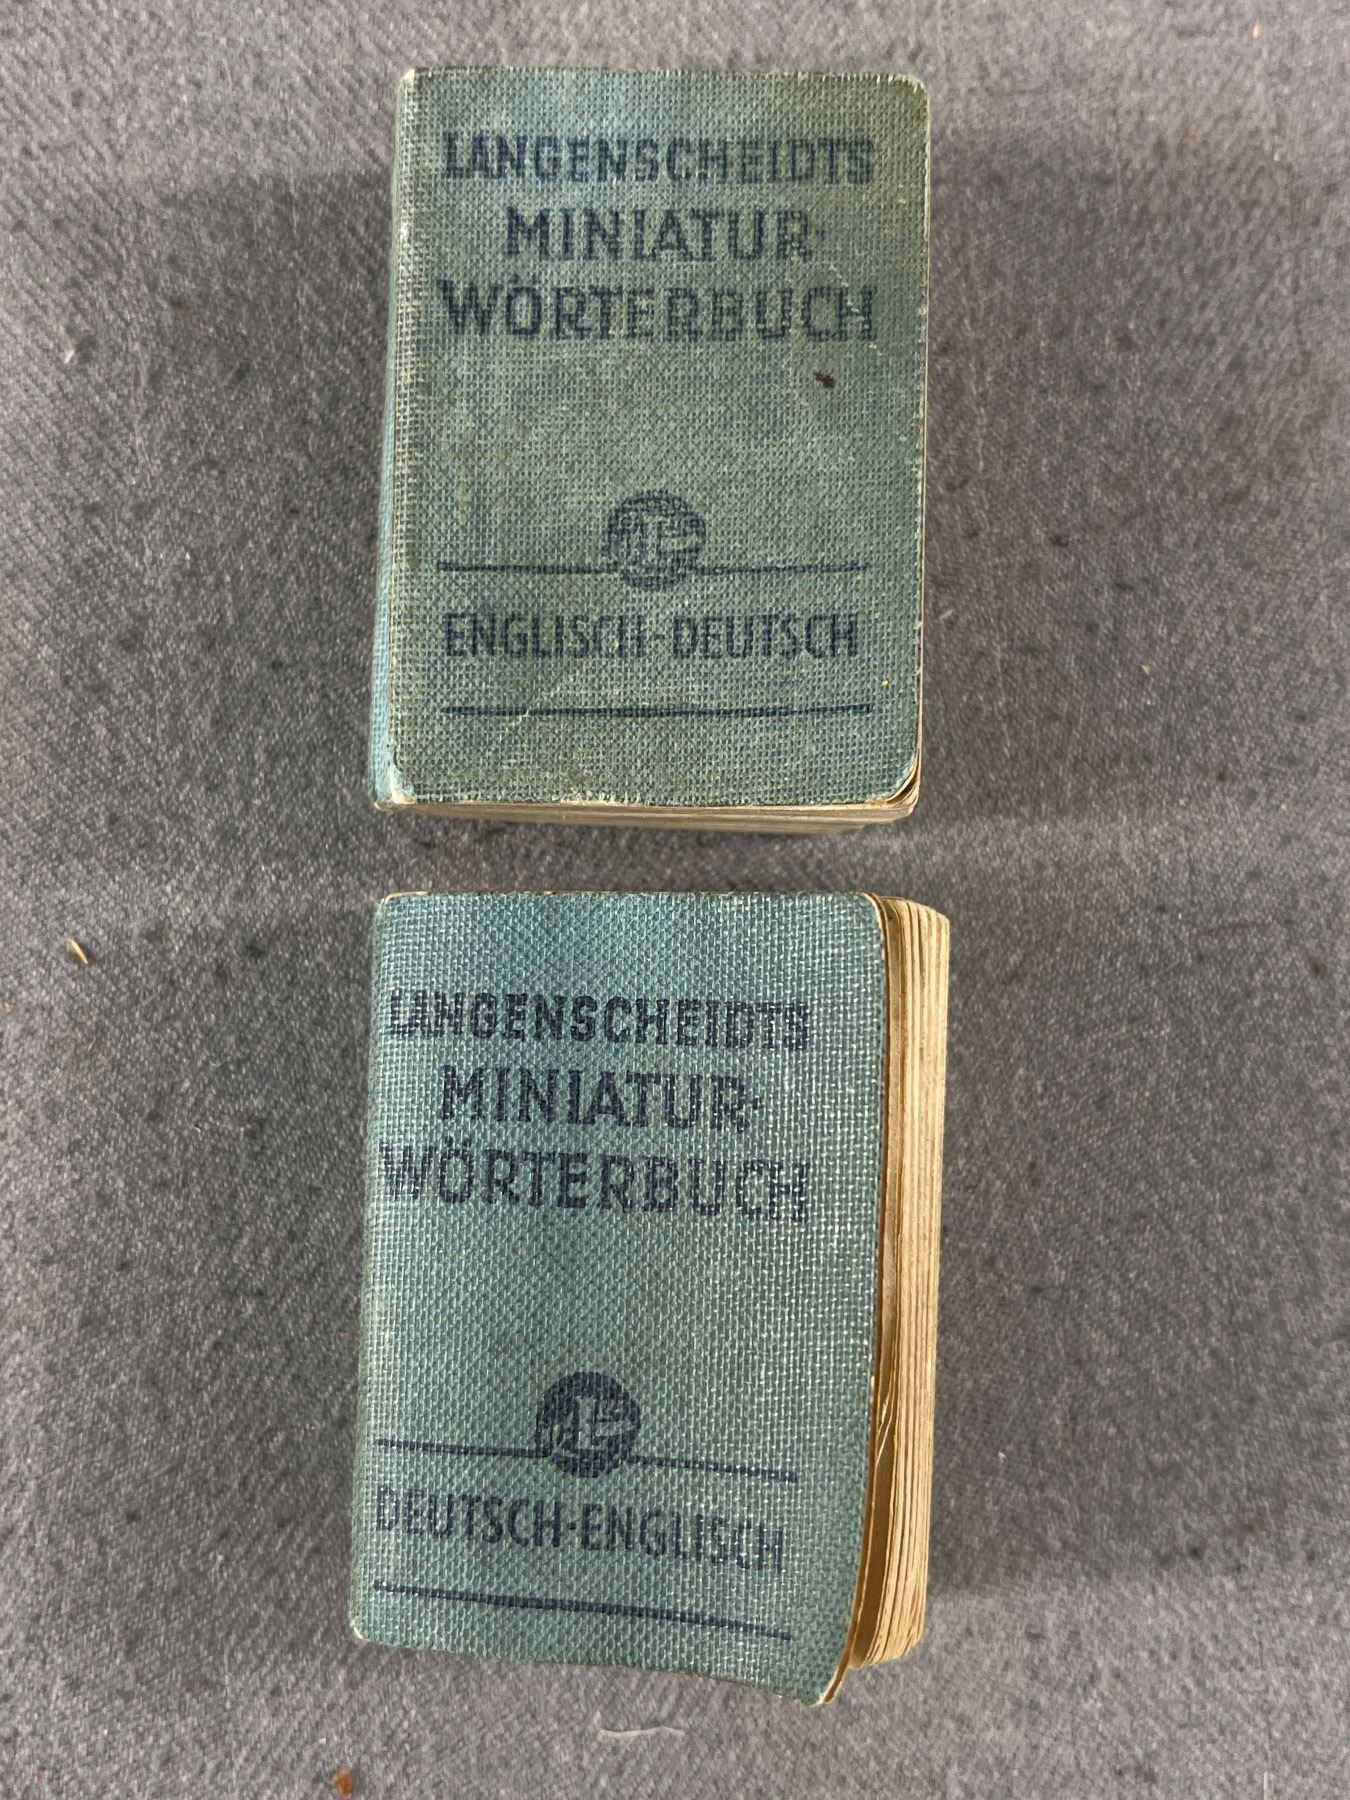 LANGENSCHEIDTS
MINIATUR-
WÖRTERBUCH
L
ENGLISCH-DEUTSCH
LANGENSCHEIDTS
MINIATUR-
WÖRTERBUCH
L
DEUTSCH-ENGLISCH